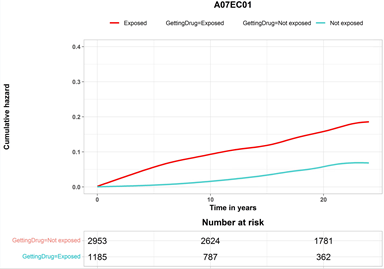 A07EC01
Exposed GettingDrug=Exposed GettingDrug=Not exposed Not exposed
0.4
0.3
0.2
0.1
0.0
Cumulative hazard
0 10 20
Time in years
Number at risk
GettingDrug=Not exposed 2953 2624 1781
GettingDrug=Exposed 1185 787 362